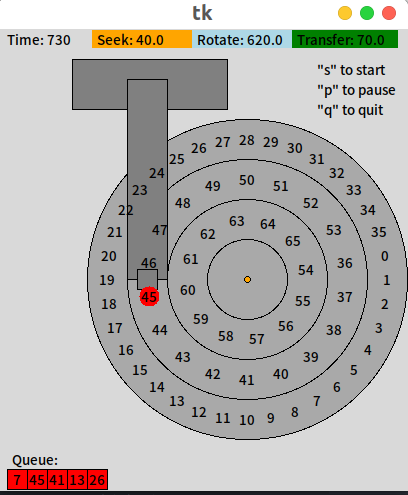 tk
Time: 730 Seek: 40.0 Rotate: 620.0 Transfer: 70.0
"s" to start
"p" to pause
"q" to quit
26 27 28 29 30
25 31
24 32
23 33
22 34
21 35
20 0
19 1
18 2
17 3
16 4
15 5
14 6
13 7
12 11 10 9 8
49 50 51
48 52
47 53
46 36
45 37
44 38
43 39
42 41 40
63 64
62 65
61 54
60 55
59 56
58 57
Queue:
7 45 41 13 26